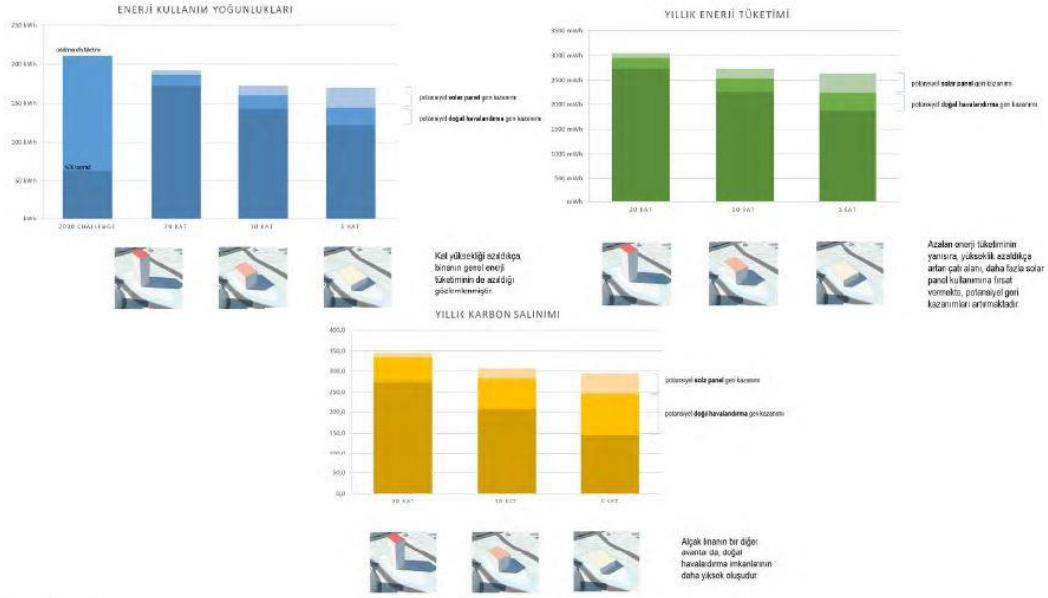 ENERJİ KULLANIM YOĞUNLUKLARI
250 kWh
200 kWh
150 kWh
100 kWh
50 kWh
kWh
2030 CHALLENGE
20 KAT
10 KAT
5 KAT
potansiyel solar panel geri kazanımı
potansiyel doğal havalandırma geri kazanımı
Kat yüksekliği azaldıkça,
binanın genel enerji
tüketiminin de azaldığı
gözlemlenmiştir.
YILLIK ENERJİ TÜKETİMİ
3500 mWh
3000 mWh
2500 mWh
2000 mWh
1500 mWh
1000 mWh
500 mWh
mWh
20 KAT
10 KAT
5 KAT
potansiyel solar panel geri kazanımı
potansiyel doğal havalandırma geri kazanımı
Azalan enerji tüketiminin
yanısıra, yükseklik azaldıkça
artan çatı alanı, daha fazla solar
panel kullanımına fırsat
vermekte, potansiyel geri
kazanımları artırmaktadır.
YILLIK KARBON SALINIMI
400,0
350,0
300,0
250,0
200,0
150,0
100,0
50,0
0,0
20 KAT
10 KAT
5 KAT
potansiyel solar panel geri kazanımı
potansiyel doğal havalandırma geri kazanımı
Alçak binanın bir diğer
avantajı da, doğal
havalandırma imkanlarının
daha yüksek oluşudur